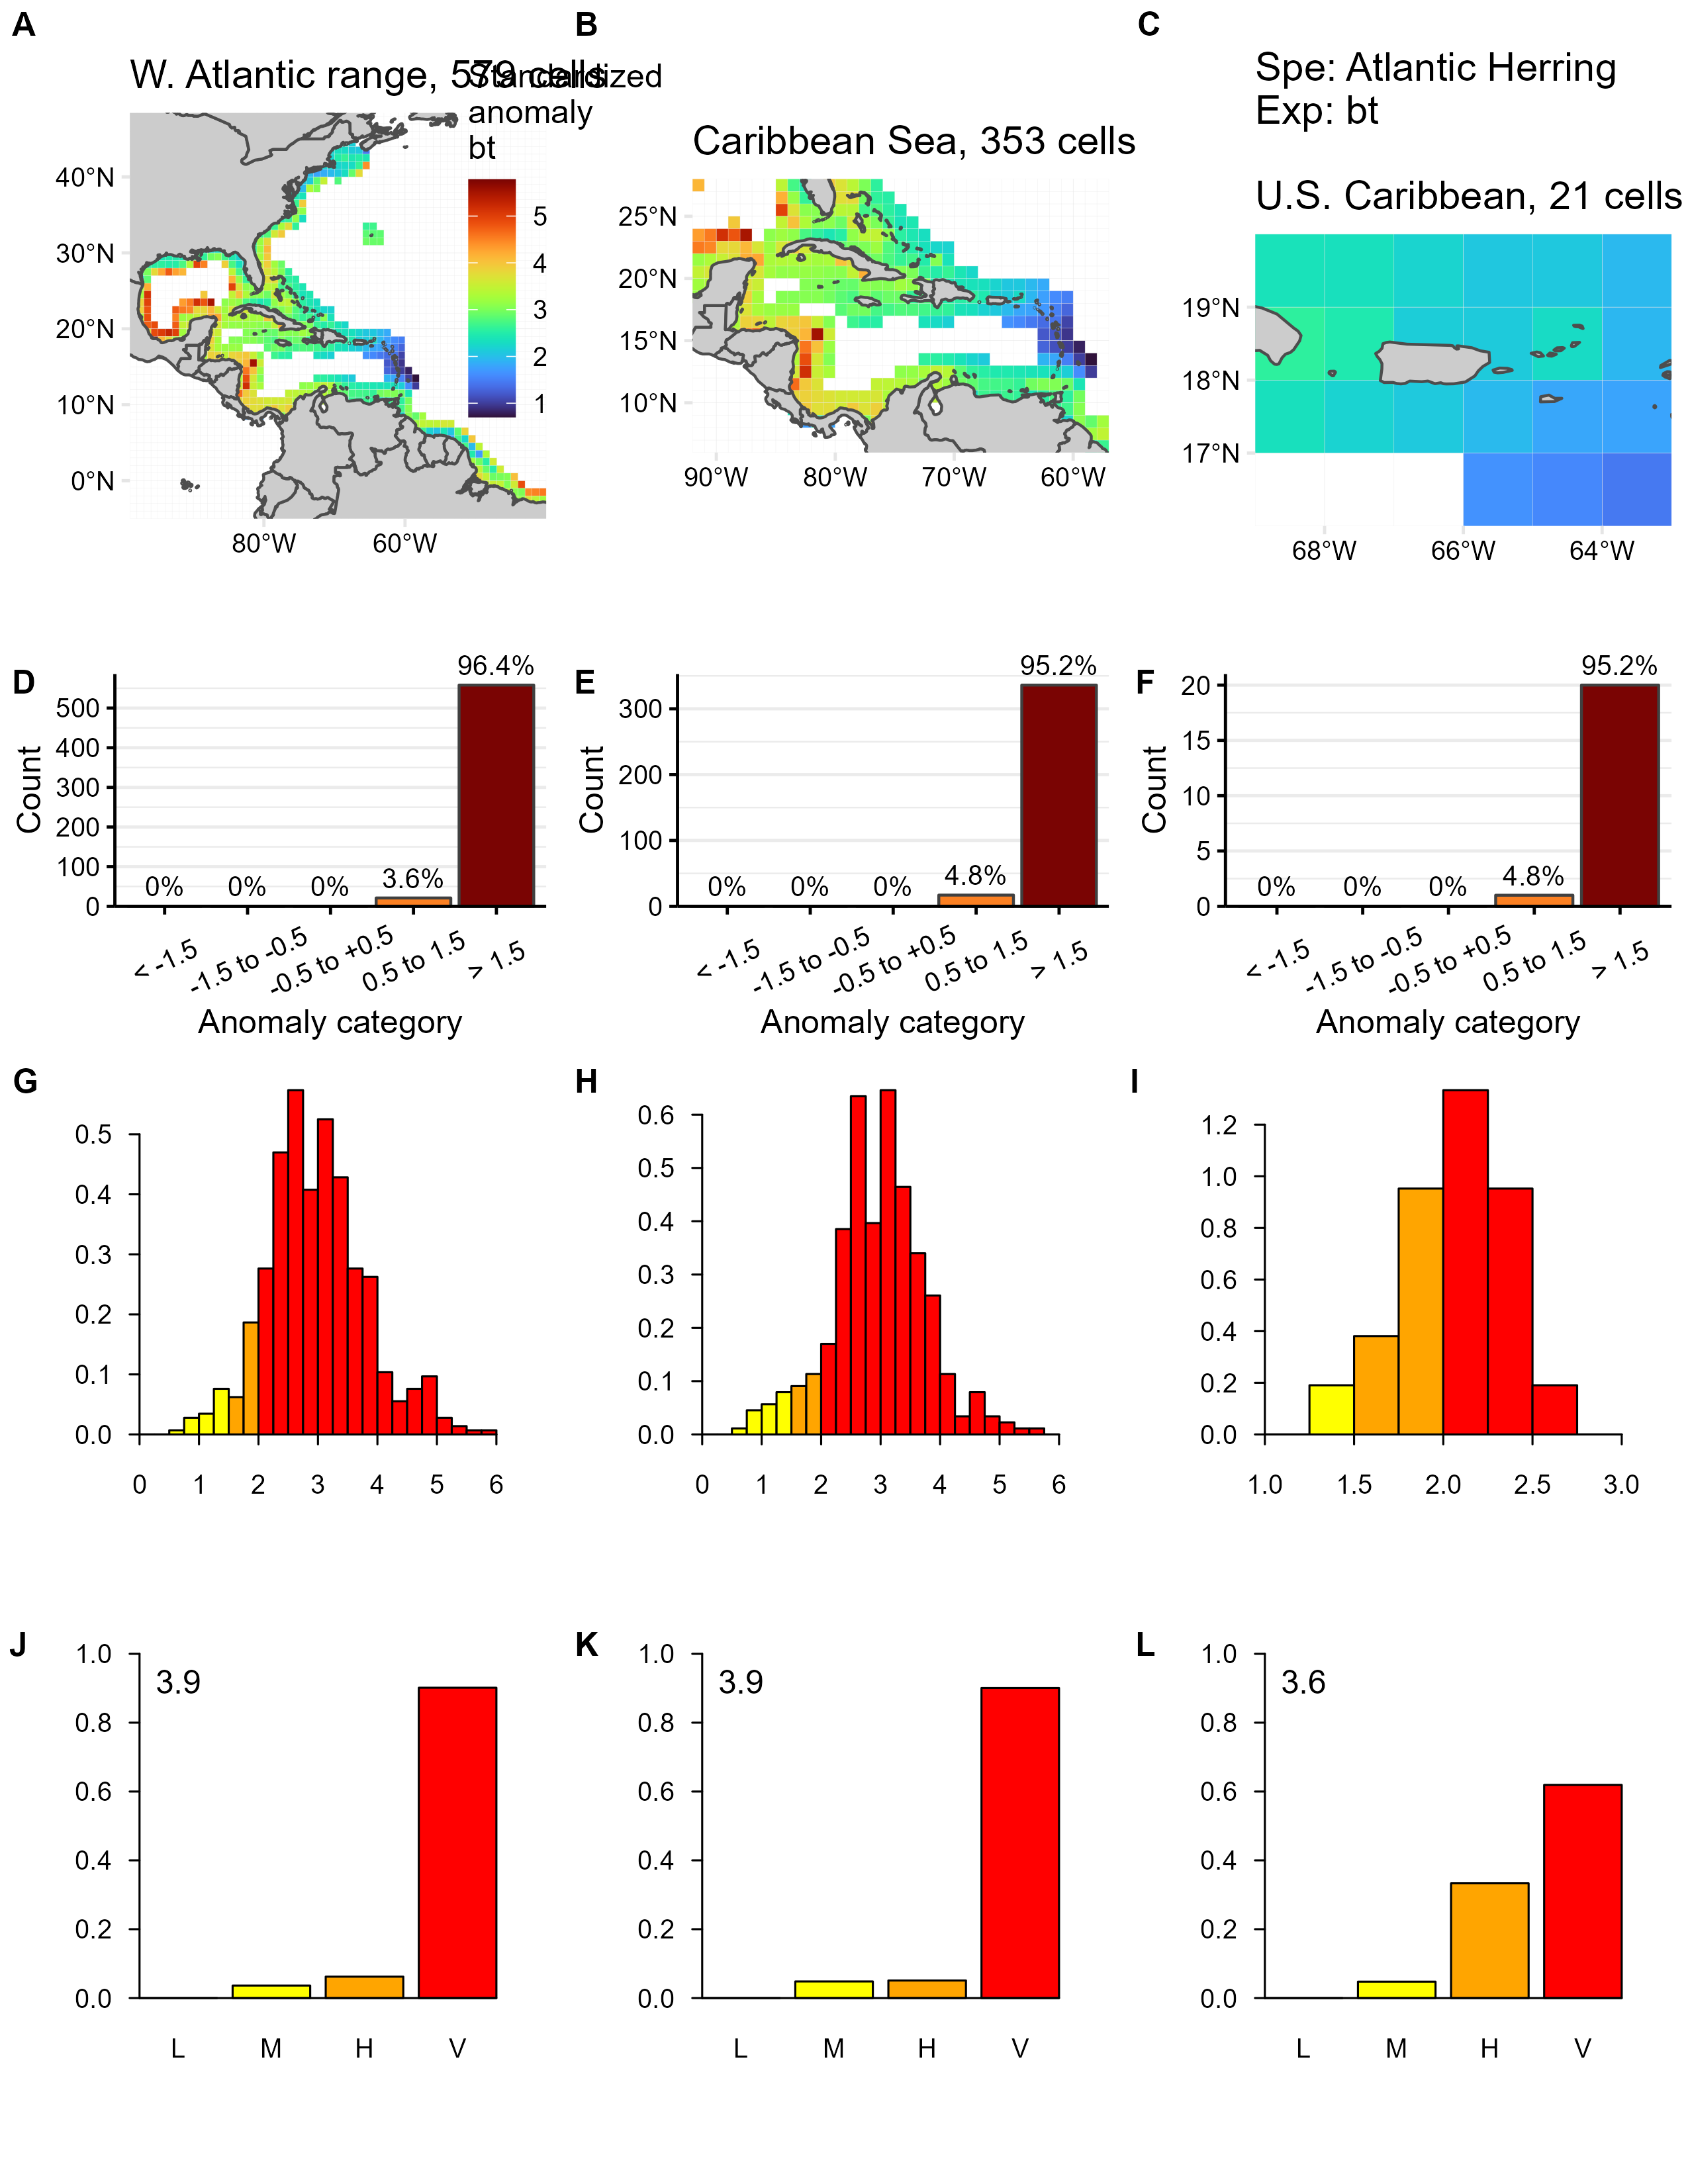 A
B
C
W. Atlantic range, 579 cells
Standardized
anomaly
bt
5
4
3
2
1
40°N
30°N
20°N
10°N
0°N
80°W
60°W
Caribbean Sea, 353 cells
25°N
20°N
15°N
10°N
90°W
80°W
70°W
60°W
Spe: Atlantic Herring
Exp: bt
U.S. Caribbean, 21 cells
19°N
18°N
17°N
68°W
66°W
64°W
D
Count
500
400
300
200
100
0
0%
0%
0%
3.6%
96.4%
< -1.5
-1.5 to -0.5
-0.5 to +0.5
0.5 to 1.5
> 1.5
Anomaly category
E
Count
300
200
100
0
0%
0%
0%
4.8%
95.2%
< -1.5
-1.5 to -0.5
-0.5 to +0.5
0.5 to 1.5
> 1.5
Anomaly category
F
Count
20
15
10
5
0
0%
0%
0%
4.8%
95.2%
< -1.5
-1.5 to -0.5
-0.5 to +0.5
0.5 to 1.5
> 1.5
Anomaly category
G
0.5
0.4
0.3
0.2
0.1
0.0
0
1
2
3
4
5
6
H
0.6
0.5
0.4
0.3
0.2
0.1
0.0
0
1
2
3
4
5
6
I
1.2
1.0
0.8
0.6
0.4
0.2
0.0
1.0
1.5
2.0
2.5
3.0
J
3.9
1.0
0.8
0.6
0.4
0.2
0.0
L
M
H
V
K
3.9
1.0
0.8
0.6
0.4
0.2
0.0
L
M
H
V
L
3.6
1.0
0.8
0.6
0.4
0.2
0.0
L
M
H
V